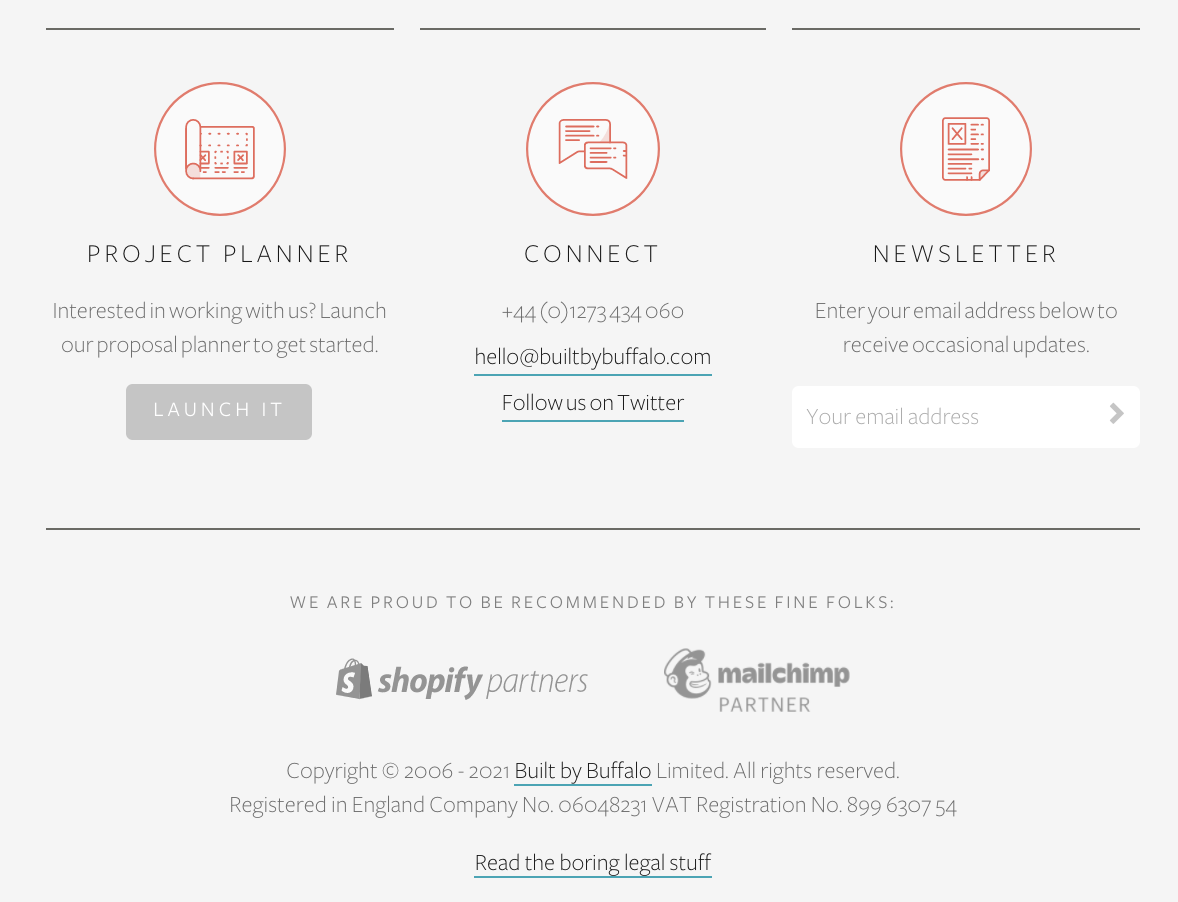 PROJECT PLANNER
Interested in working with us? Launch
our proposal planner to get started.
LAUNCH IT
CONNECT
+44 (0)1273 434 060
hello@builtbybuffalo.com
Follow us on Twitter
NEWSLETTER
Enter your email address below to
receive occasional updates.
Your email address
WE ARE PROUD TO BE RECOMMENDED BY THESE FINE FOLKS:
shopify partners
mailchimp
PARTNER
Copyright © 2006 - 2021 Built by Buffalo Limited. All rights reserved.
Registered in England Company No. 06048231 VAT Registration No. 899 6307 54
Read the boring legal stuff